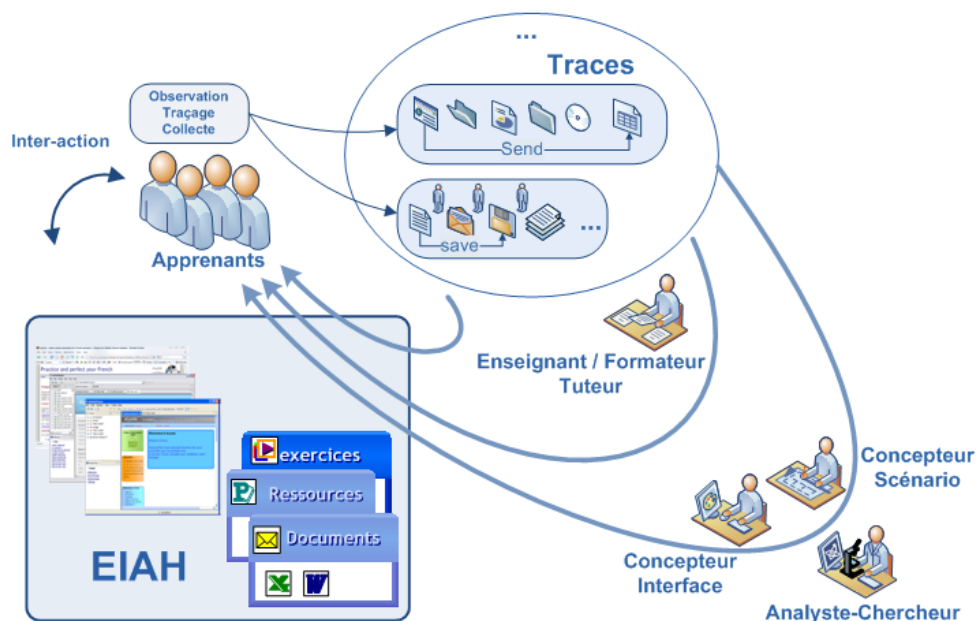 ...
Traces
Observation
Traçage
Collecte
Send
Inter-action
save
...
Apprenants
Enseignant / Formateur
Tuteur
Practice and perfect your French
exercices
Ressources
Documents
EIAH
Concepteur
Scénario
Concepteur
Interface
Analyste-Chercheur